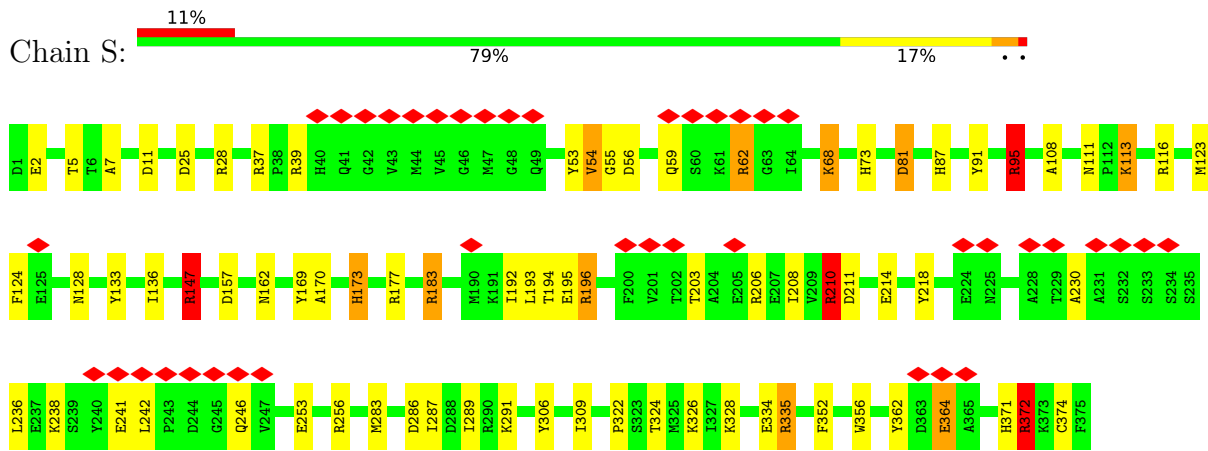 11%
Chain S:
79% 17% • •
D1 E2 T5 T6 A7 D11 D25 R28 R37 P38 R39 H40 Q41 G42 V43 M44 V45 G46 M47 G48 Q49 Y53 V54 G55 D56 Q59 S60 K61 R62 G63 I64 K68 H73 D81 H87 Y91 R95 A108 N111 P112 K113 R116 M123
F124 E125 N128 Y133 I136 R147 D157 N162 Y169 A170 H173 R177 R183 M190 K191 I192 L193 T194 E195 R196 F200 V201 T202 T203 A204 E205 R206 E207 I208 V209 R210 D211 E214 Y218 E224 N225 A228 T229 A230 A231 S232 S233 S234 S235
L236 E237 K238 S239 Y240 E241 L242 P243 D244 G245 Q246 V247 E253 R256 M283 D286 I287 D288 I289 R290 K291 Y306 I309 P322 S323 T324 M325 K326 I327 K328 E334 R335 F352 W356 Y362 D363 E364 A365 H371 R372 K373 C374 F375